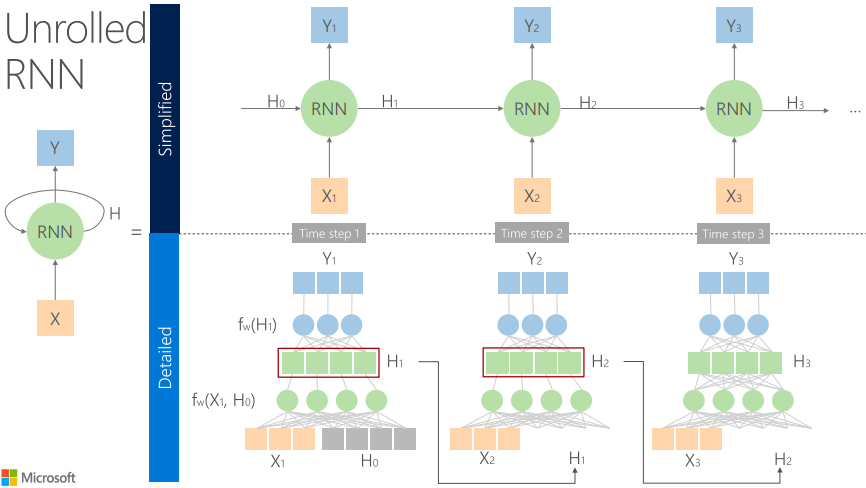 Unrolled
RNN
Y
H
RNN
=
X
Microsoft
Simplified
Y1 Y2 Y3
H0 RNN H1 RNN H2 RNN H3 ...
X1 X2 X3
Time step 1 Time step 2 Time step 3
Detailed
Y1 Y2 Y3
fw(H1)
H1 H2 H3
fw(X1, H0)
X1 H0 X2 H1 X3 H2